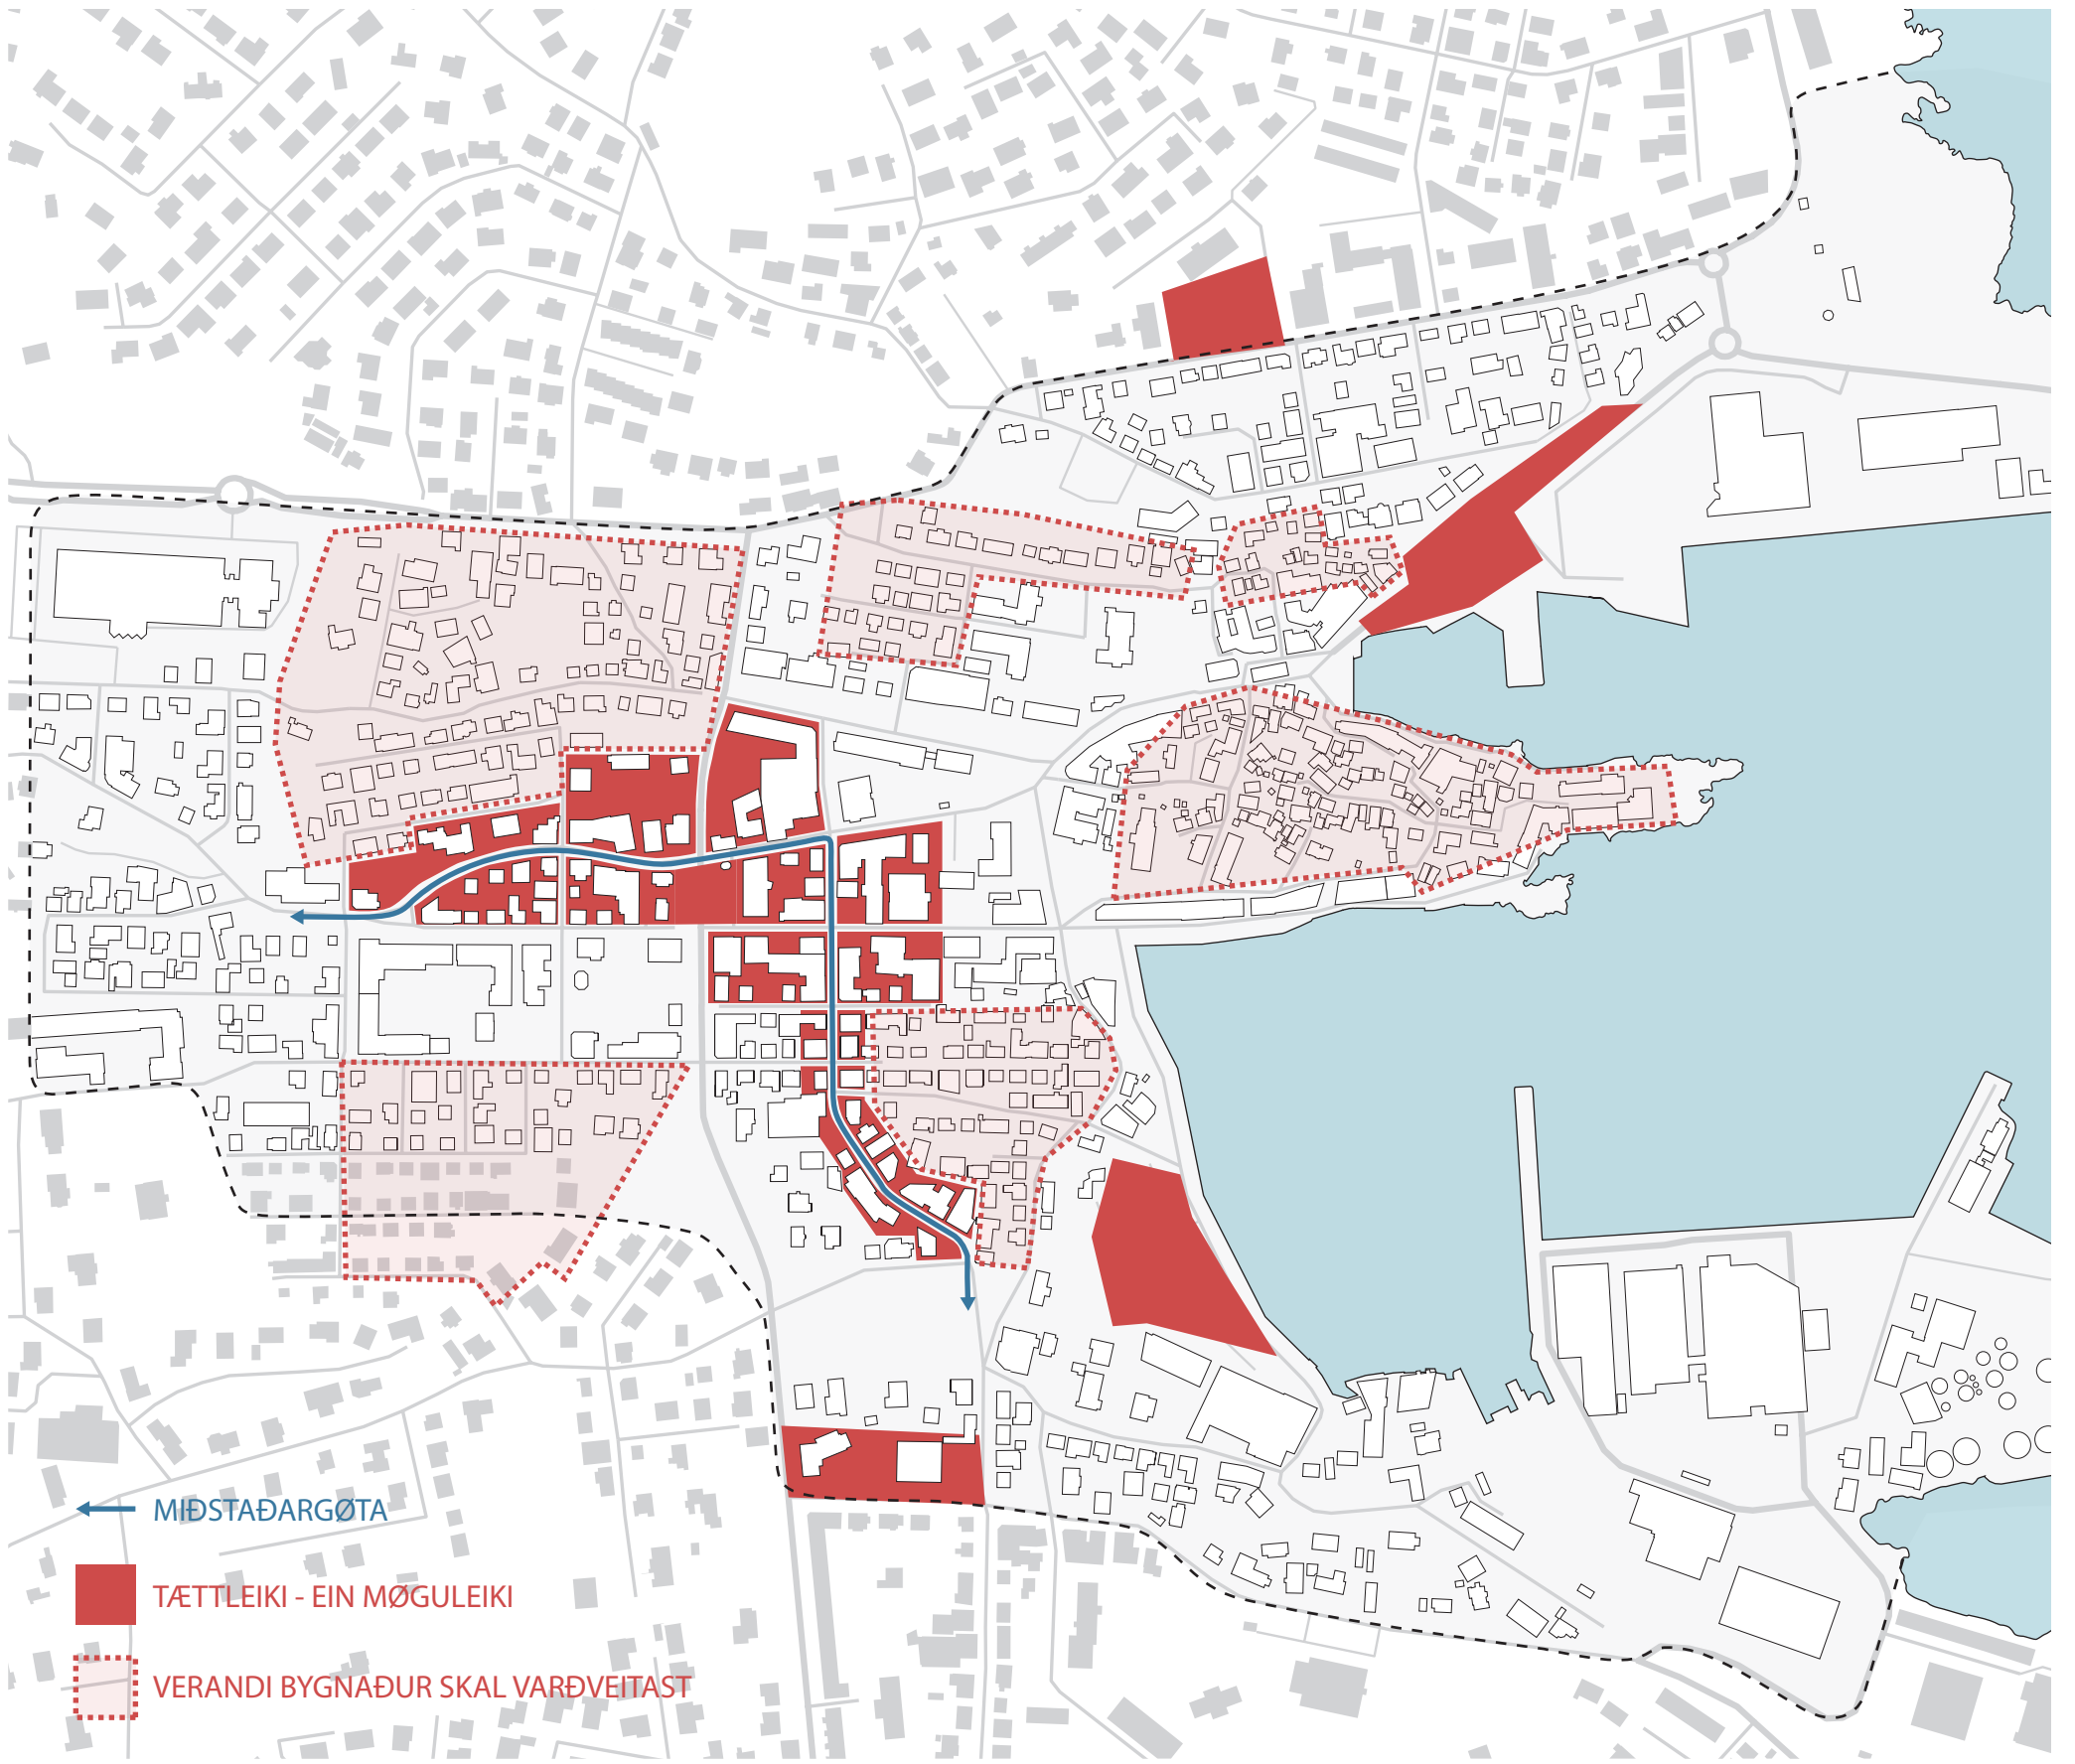 MIÐSTAÐARGØTA
TÆTTLEIKI - EIN MØGULEIKI
VERANDI BYGNAÐUR SKAL VARÐVEITAST